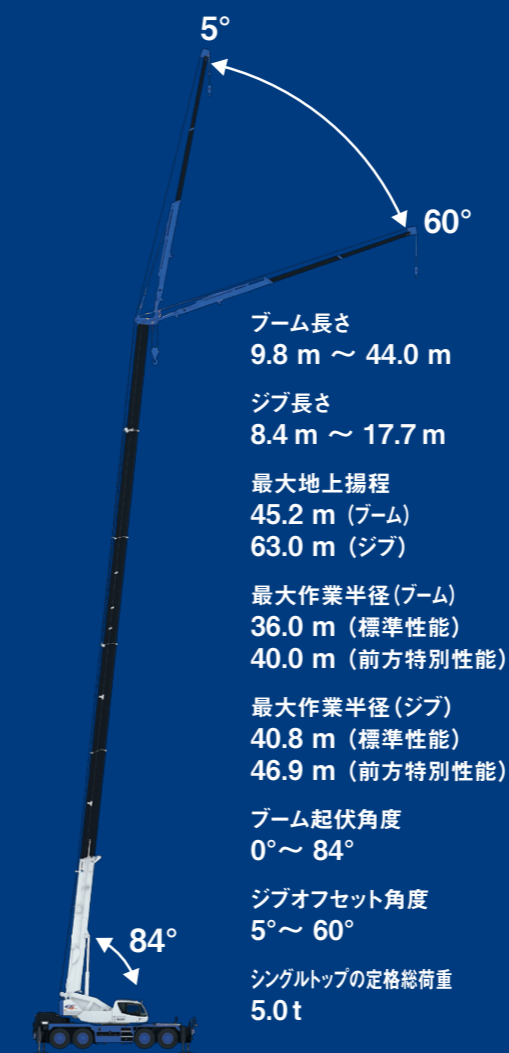 5°
60°
ブーム長さ
9.8 m ～ 44.0 m
ジブ長さ
8.4 m ～ 17.7 m
最大地上揚程
45.2 m (ブーム)
63.0 m (ジブ)
最大作業半径(ブーム)
36.0 m (標準性能)
40.0 m (前方特別性能)
最大作業半径(ジブ)
40.8 m (標準性能)
46.9 m (前方特別性能)
ブーム起伏角度
0°～ 84°
ジブオフセット角度
5°～ 60°
84°
シングルトップの定格総荷重
5.0 t